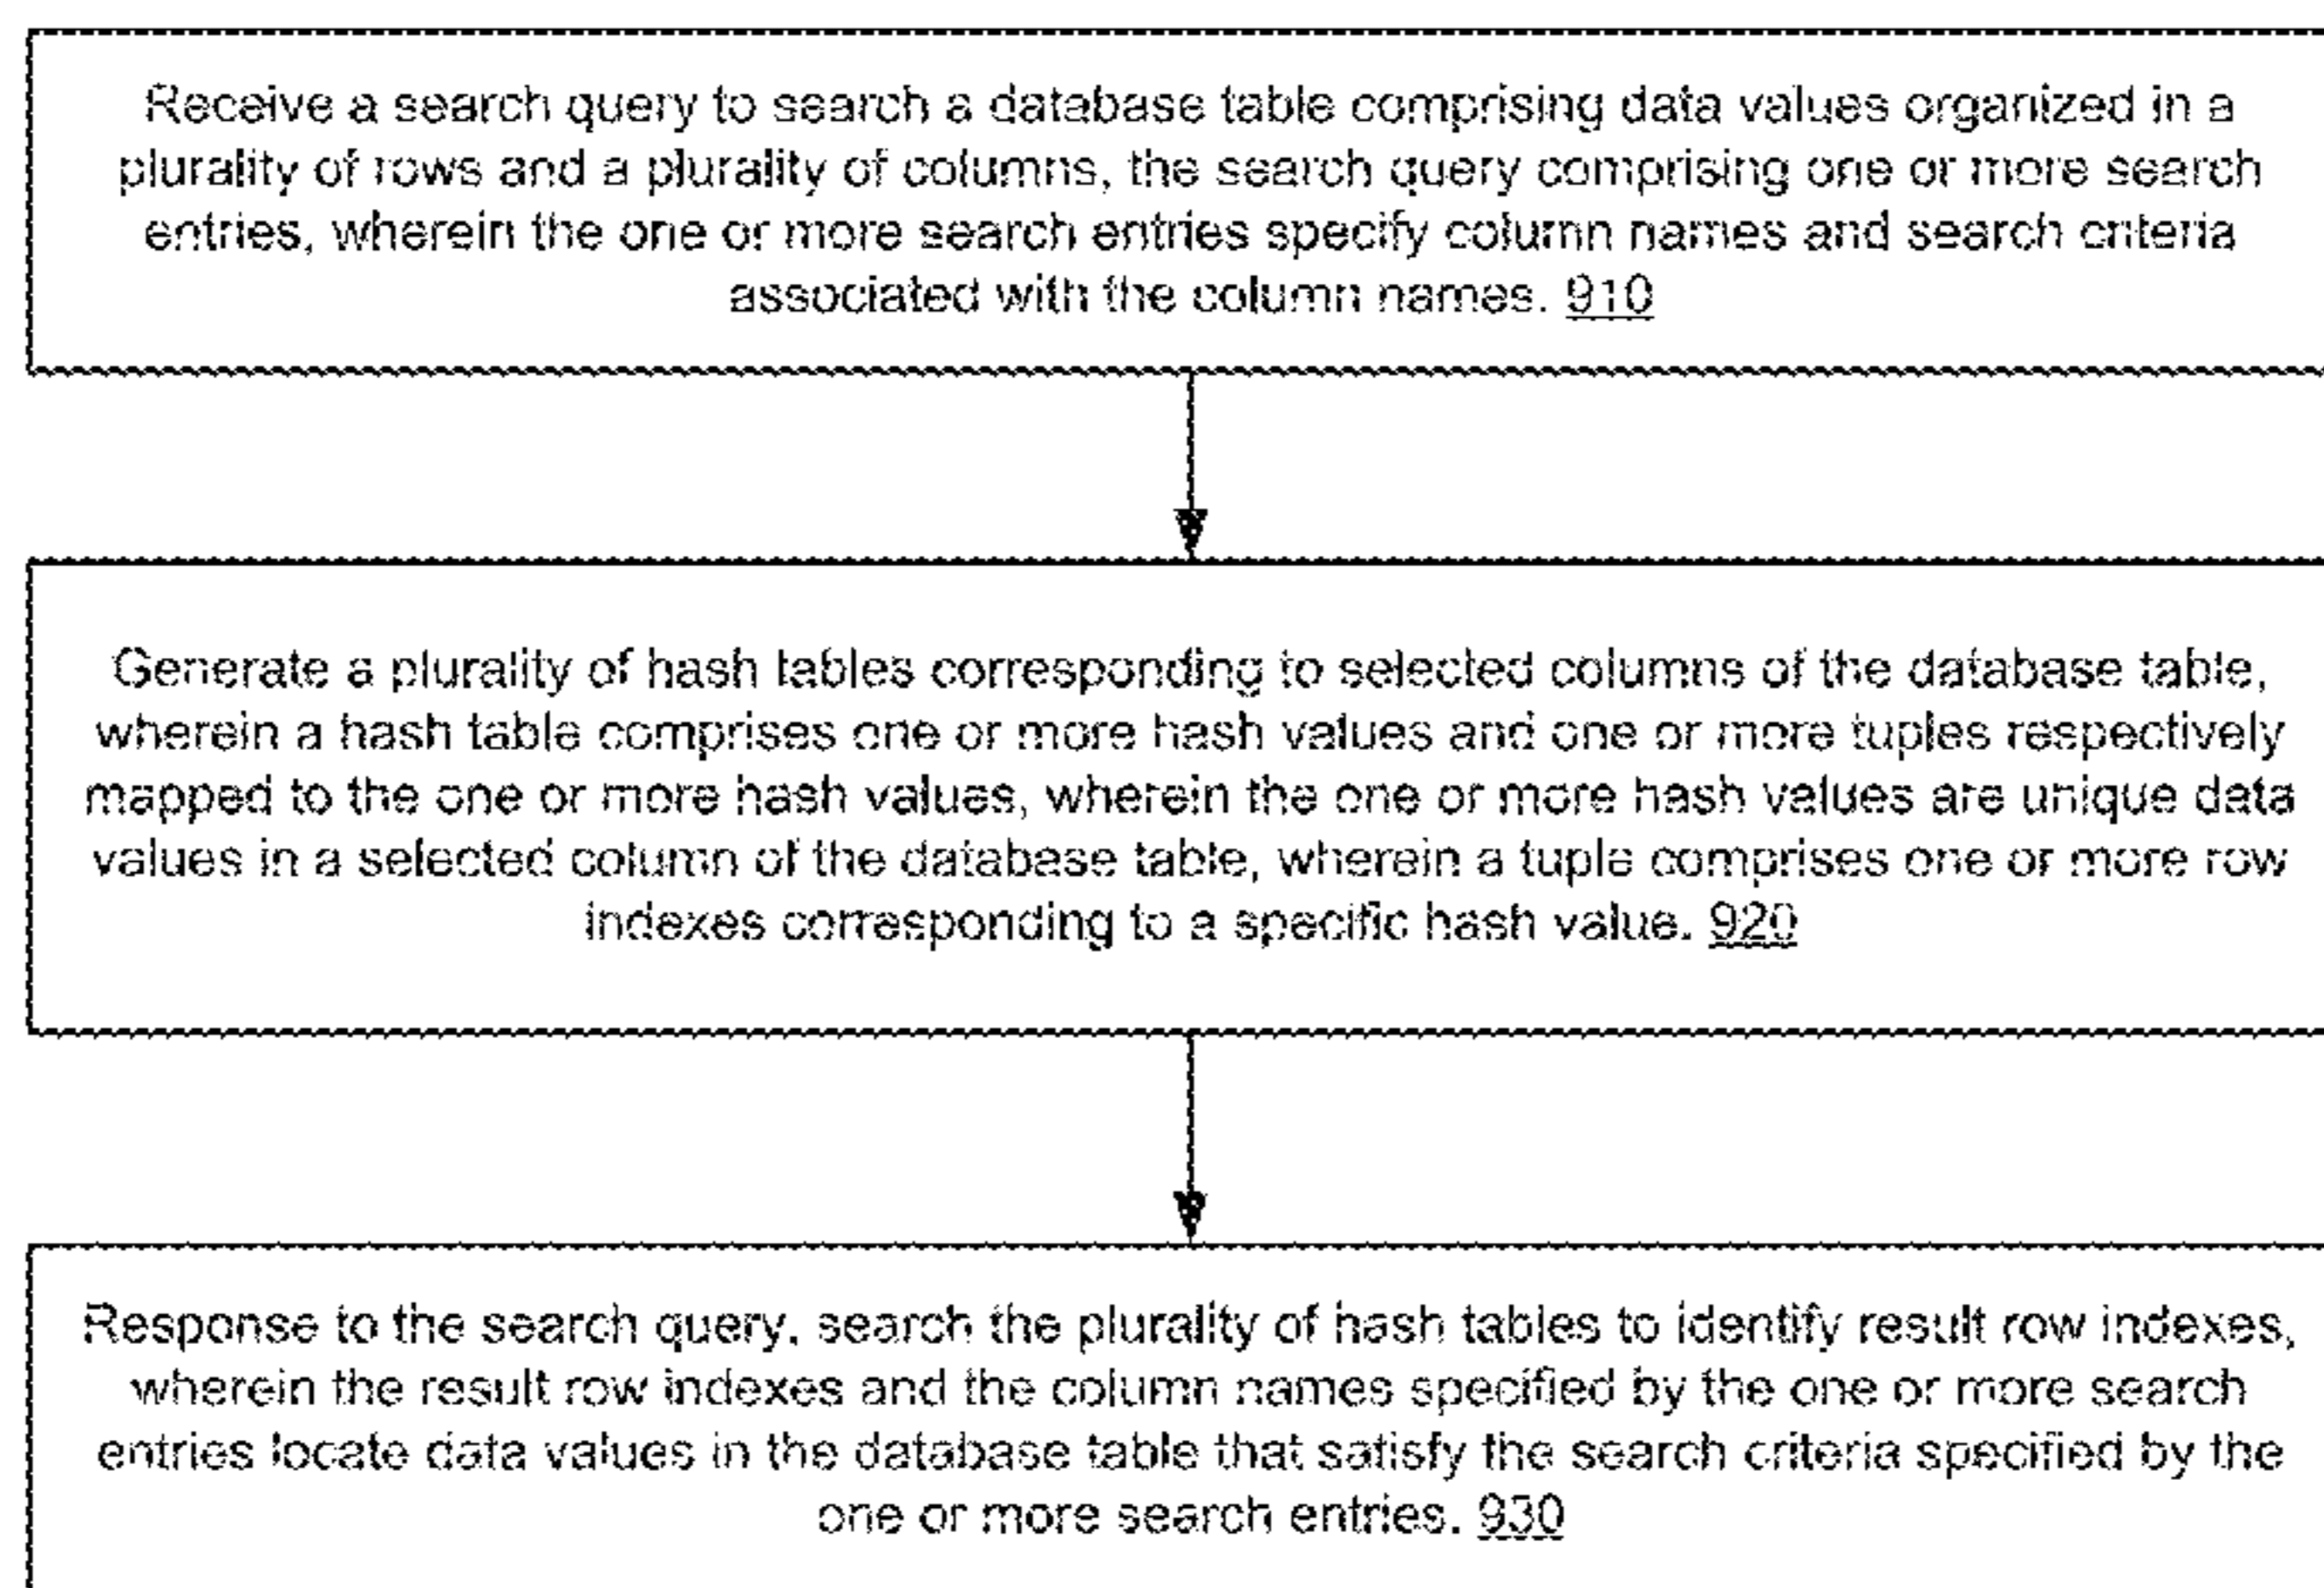 Receive a search query to search a database table comprising data values organized in a
plurality of rows and a plurality of columns, the search query comprising one or more search
entries, wherein the one or more search entries specify column names and search criteria
associated with the column names. 910
Generate a plurality of hash tables corresponding to selected columns of the database table,
wherein a hash table comprises one or more hash values and one or more tuples respectively
mapped to the one or more hash values, wherein the one or more hash values are unique data
values in a selected column of the database table, wherein a tuple comprises one or more row
indexes corresponding to a specific hash value. 920
Response to the search query, search the plurality of hash tables to identify result row indexes,
wherein the result row indexes and the column names specified by the one or more search
entries locate data values in the database table that satisfy the search criteria specified by the
one or more search entries. 930